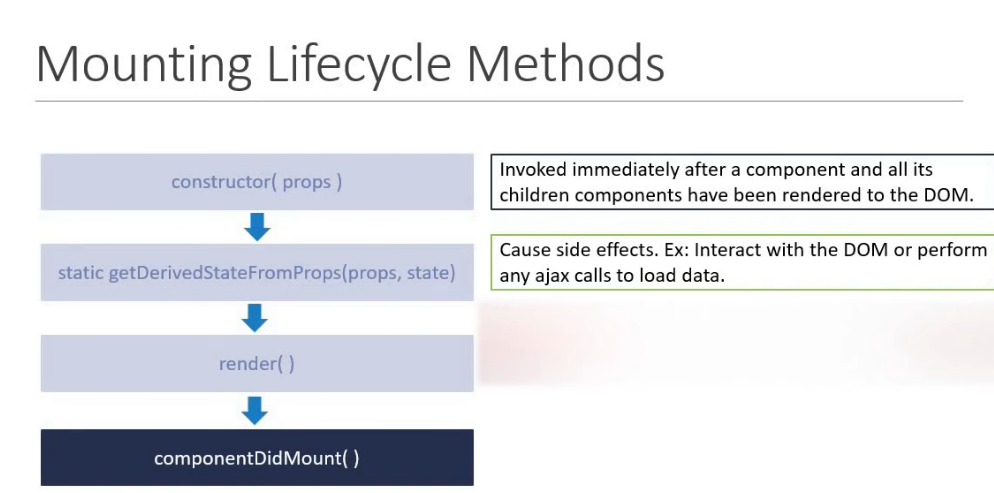 Mounting Lifecycle Methods
constructor( props )
static getDerivedStateFromProps(props, state)
render( )
componentDidMount( )
Invoked immediately after a component and all its
children components have been rendered to the DOM.
Cause side effects. Ex: Interact with the DOM or perform
any ajax calls to load data.